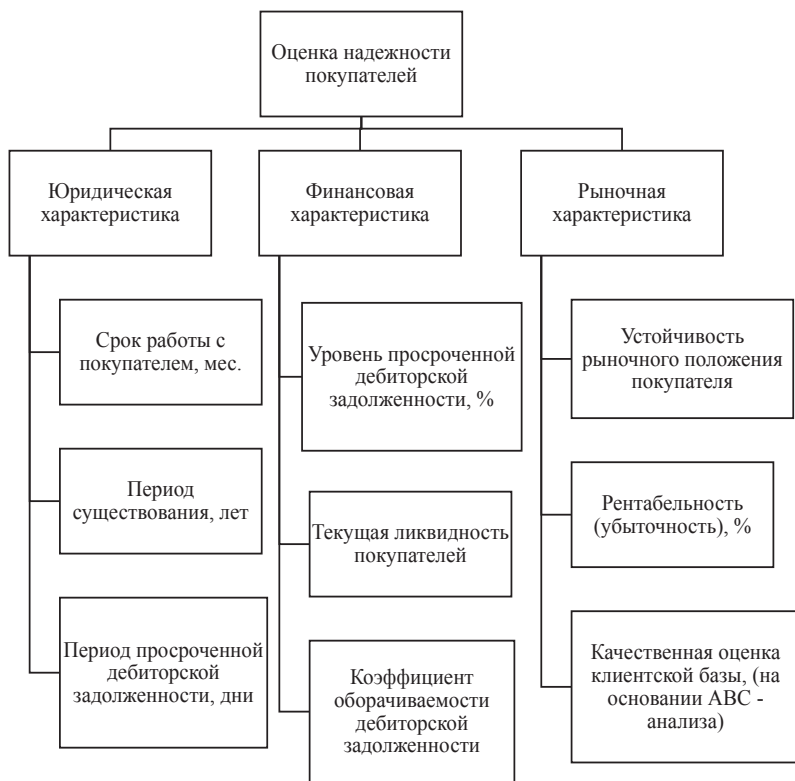 Оценка надежности
покупателей
Юридическая
характеристика
Финансовая
характеристика
Рыночная
характеристика
Срок работы с
покупателем, мес.
Период
существования, лет
Период просроченной
дебиторской
задолженности, дни
Уровень просроченной
дебиторской
задолженности, %
Текущая ликвидность
покупателей
Коэффициент
оборачиваемости
дебиторской
задолженности
Устойчивость
рыночного положения
покупателя
Рентабельность
(убыточность), %
Качественная оценка
клиентской базы, (на
основании АВС -
анализа)